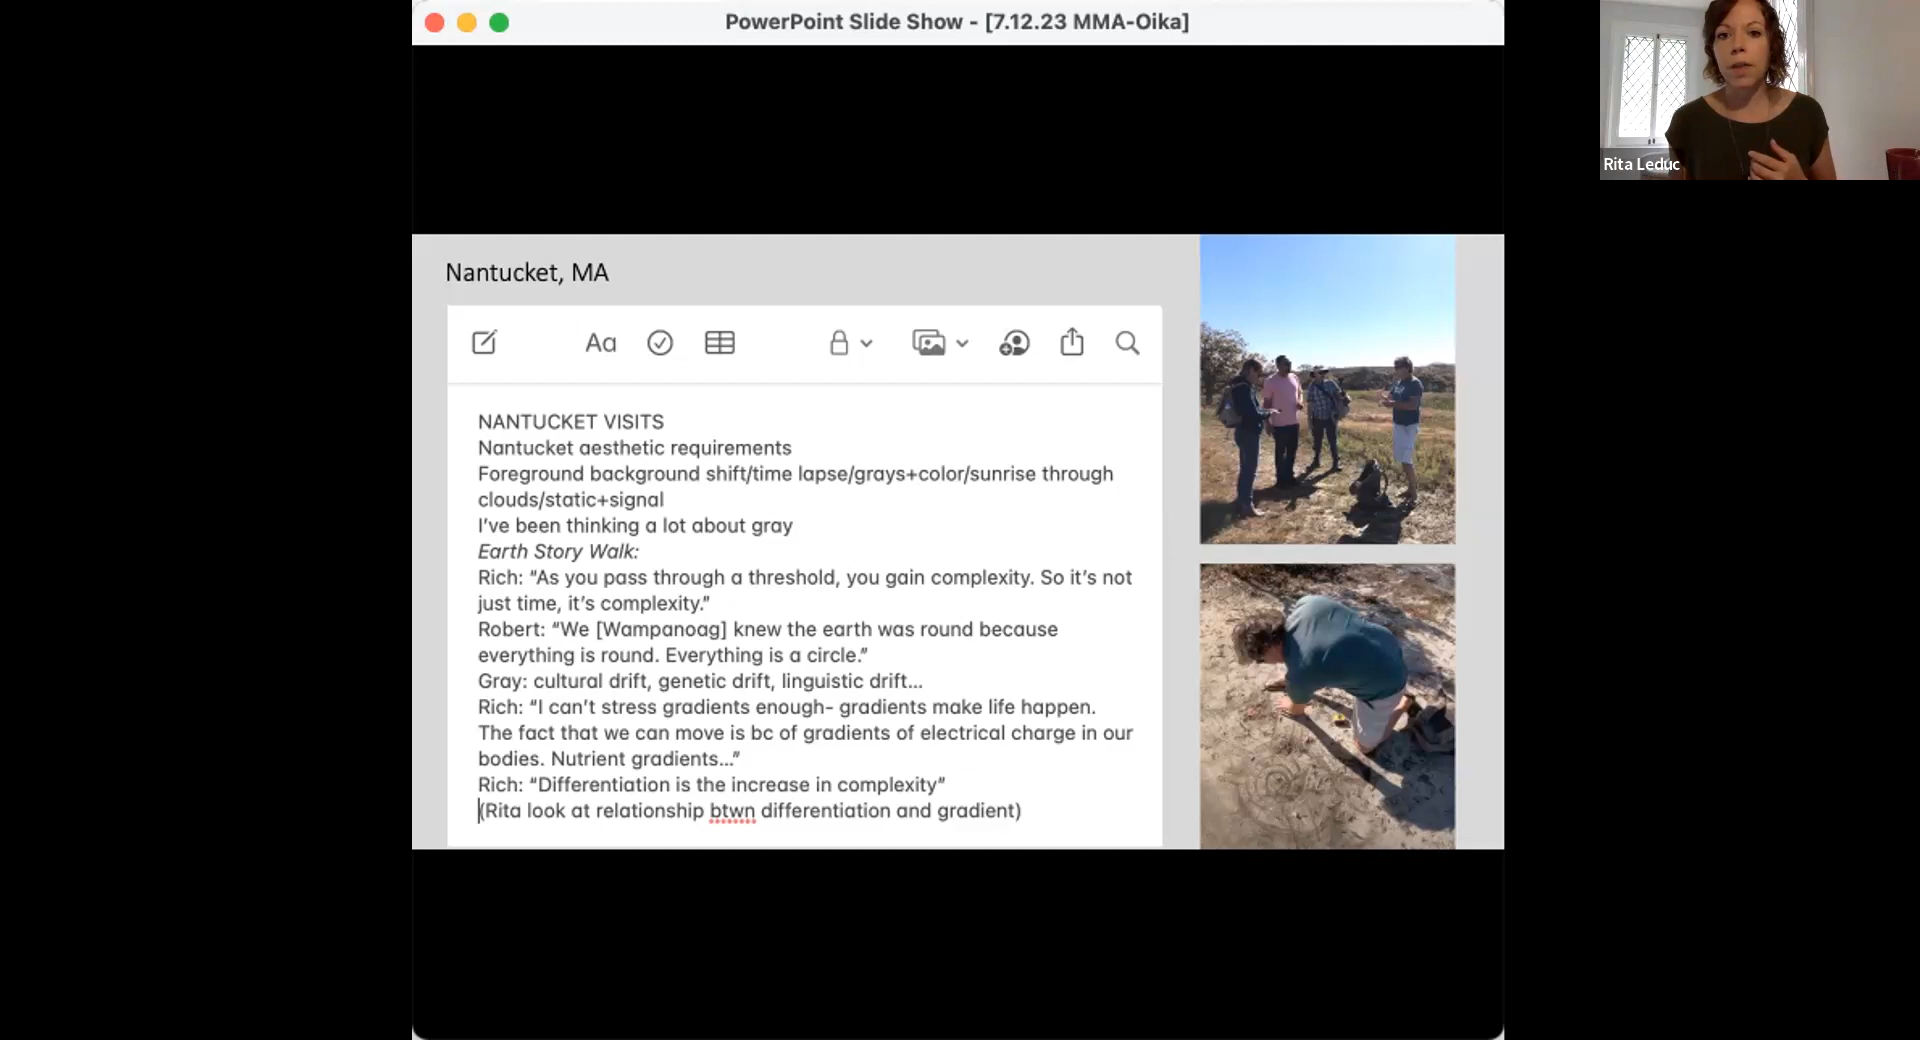 PowerPoint Slide Show - [7.12.23 MMA-Oika]
Rita Leduc
Nantucket, MA
Aa
NANTUCKET VISITS
Nantucket aesthetic requirements
Foreground background shift/time lapse/grays+color/sunrise through
clouds/static+signal
I've been thinking a lot about gray
Earth Story Walk:
Rich: “As you pass through a threshold, you gain complexity. So it's not
just time, it's complexity.”
Robert: “We [Wampanoag] knew the earth was round because
everything is round. Everything is a circle.”
Gray: cultural drift, genetic drift, linguistic drift...
Rich: “I can't stress gradients enough- gradients make life happen.
The fact that we can move is bc of gradients of electrical charge in our
bodies. Nutrient gradients...”
Rich: “Differentiation is the increase in complexity”
(Rita look at relationship btwn differentiation and gradient)